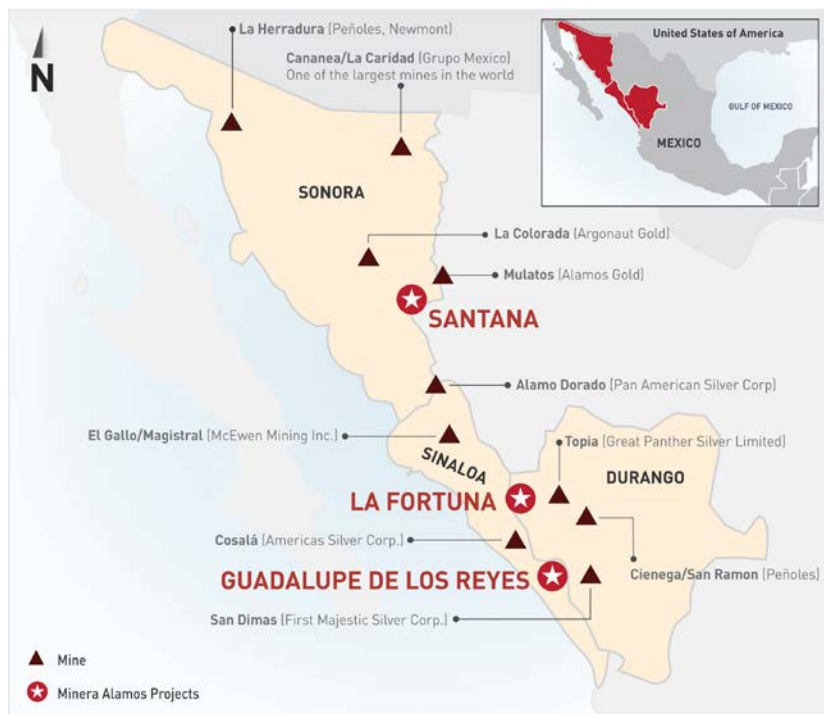 La Herradura (Peñoles, Newmont)
Cananea/La Caridad (Grupo Mexico)
One of the largest mines in the world
N
United States of America
GULF OF MEXICO
MEXICO
SONORA
La Colorada (Argonaut Gold)
Mulatos (Alamos Gold)
SANTANA
Alamo Dorado (Pan American Silver Corp)
El Gallo/Magistral (McEwen Mining Inc.)
SINALOA
Topia (Great Panther Silver Limited)
DURANGO
LA FORTUNA
Cosalá (Americas Silver Corp.)
Cienega/San Ramon (Peñoles)
GUADALUPE DE LOS REYES
San Dimas (First Majestic Silver Corp.)
Mine
Minera Alamos Projects